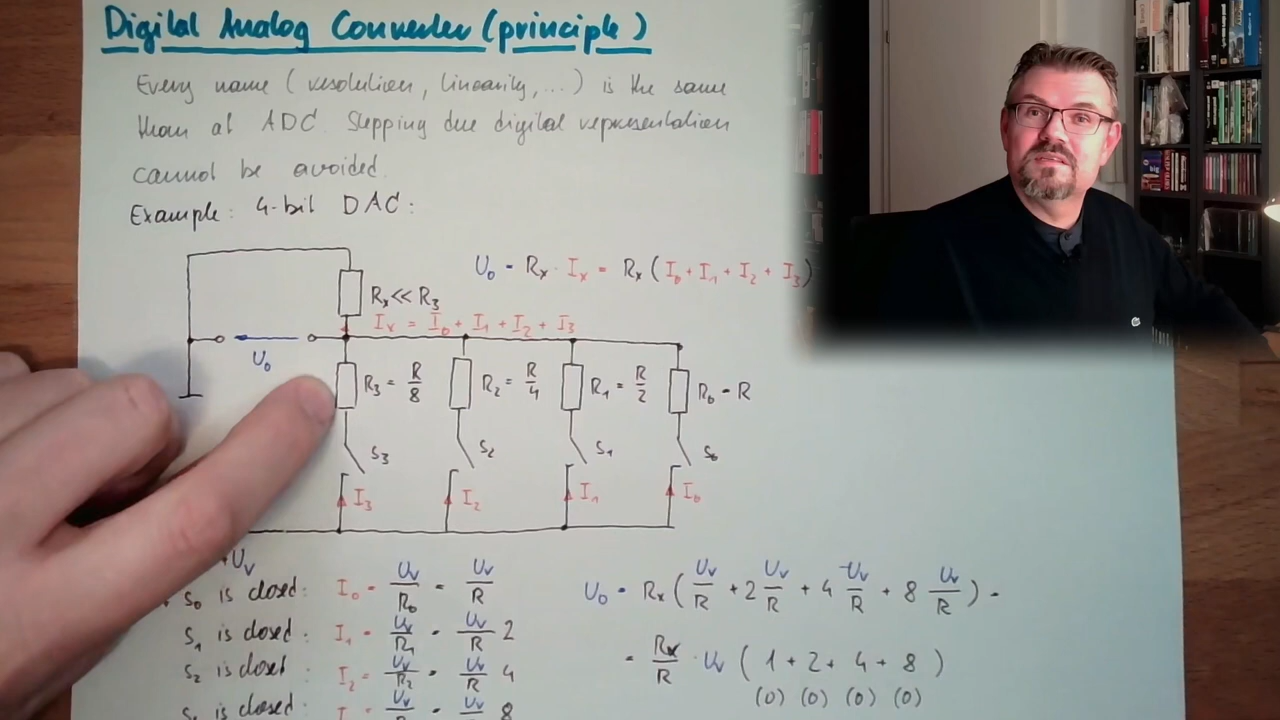 Digital Analog Converter (principle)
Every name (resolution, linearity, ...) is the same
than at ADC Stepping due digital representation
cannot be avoided.
Example: 4-bit DAC:
U₀ = Rₓ · Iₓ = Rₓ (I₀ + I₁ + I₂ + I₃)
Rₓ << R₃
Iₓ = I₀ + I₁ + I₂ + I₃
U₀
R₃ = R/8 R₂ = R/4 R₁ = R/2 R₀ = R
S₃ S₂ S₁ S₀
I₃ I₂ I₁ I₀
+Uᵥ
S₀ is closed: I₀ = Uᵥ/R₀ = Uᵥ/R
S₁ is closed: I₁ = Uᵥ/R₁ = Uᵥ/R 2
S₂ is closed: I₂ = Uᵥ/R₂ = Uᵥ/R 4
is closed: I = Uᵥ = Uᵥ 8
U₀ = Rₓ (Uᵥ/R + 2 Uᵥ/R + 4 Uᵥ/R + 8 Uᵥ/R) =
= Rₓ/R · Uᵥ (1 + 2 + 4 + 8)
(0) (0) (0) (0)